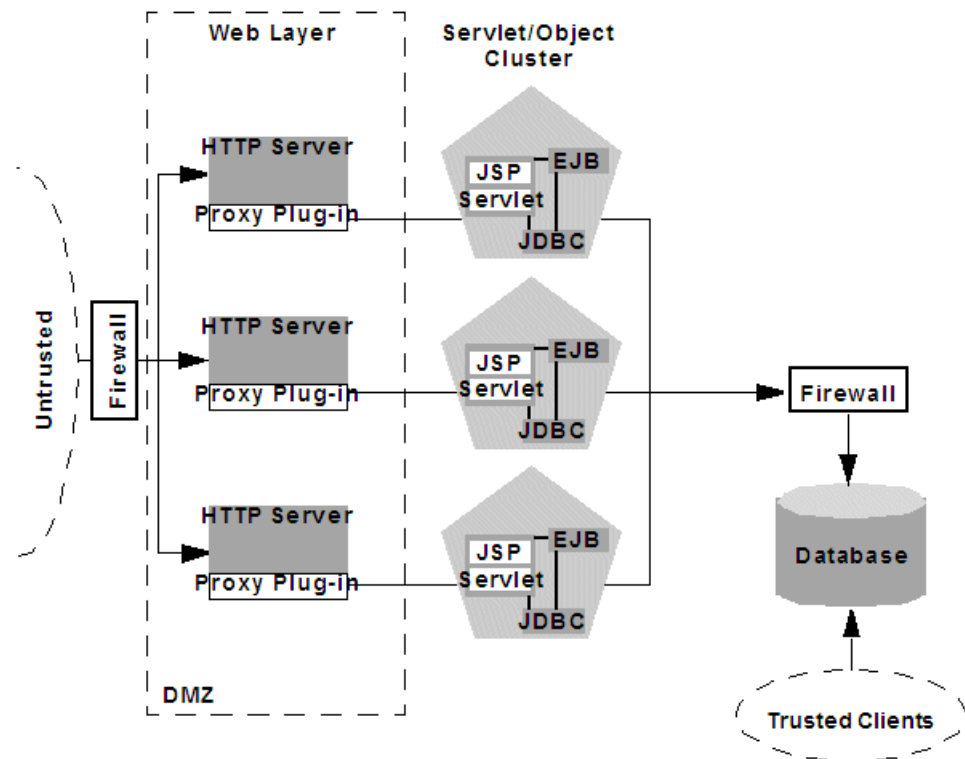 Web Layer
Servlet/Object
Cluster
HTTP Server
Proxy Plug-in
JSP
Servlet
EJB
JDBC
HTTP Server
Proxy Plug-in
JSP
Servlet
EJB
JDBC
HTTP Server
Proxy Plug-in
JSP
Servlet
EJB
JDBC
Untrusted
Firewall
DMZ
Firewall
Database
Trusted Clients